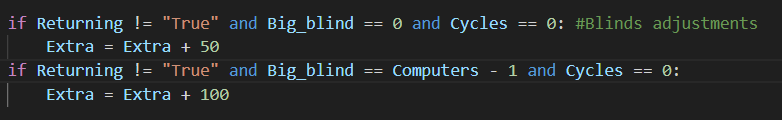 if Returning != "True" and Big_blind == 0 and Cycles == 0: #Blinds adjustments
    Extra = Extra + 50
if Returning != "True" and Big_blind == Computers - 1 and Cycles == 0:
    Extra = Extra + 100